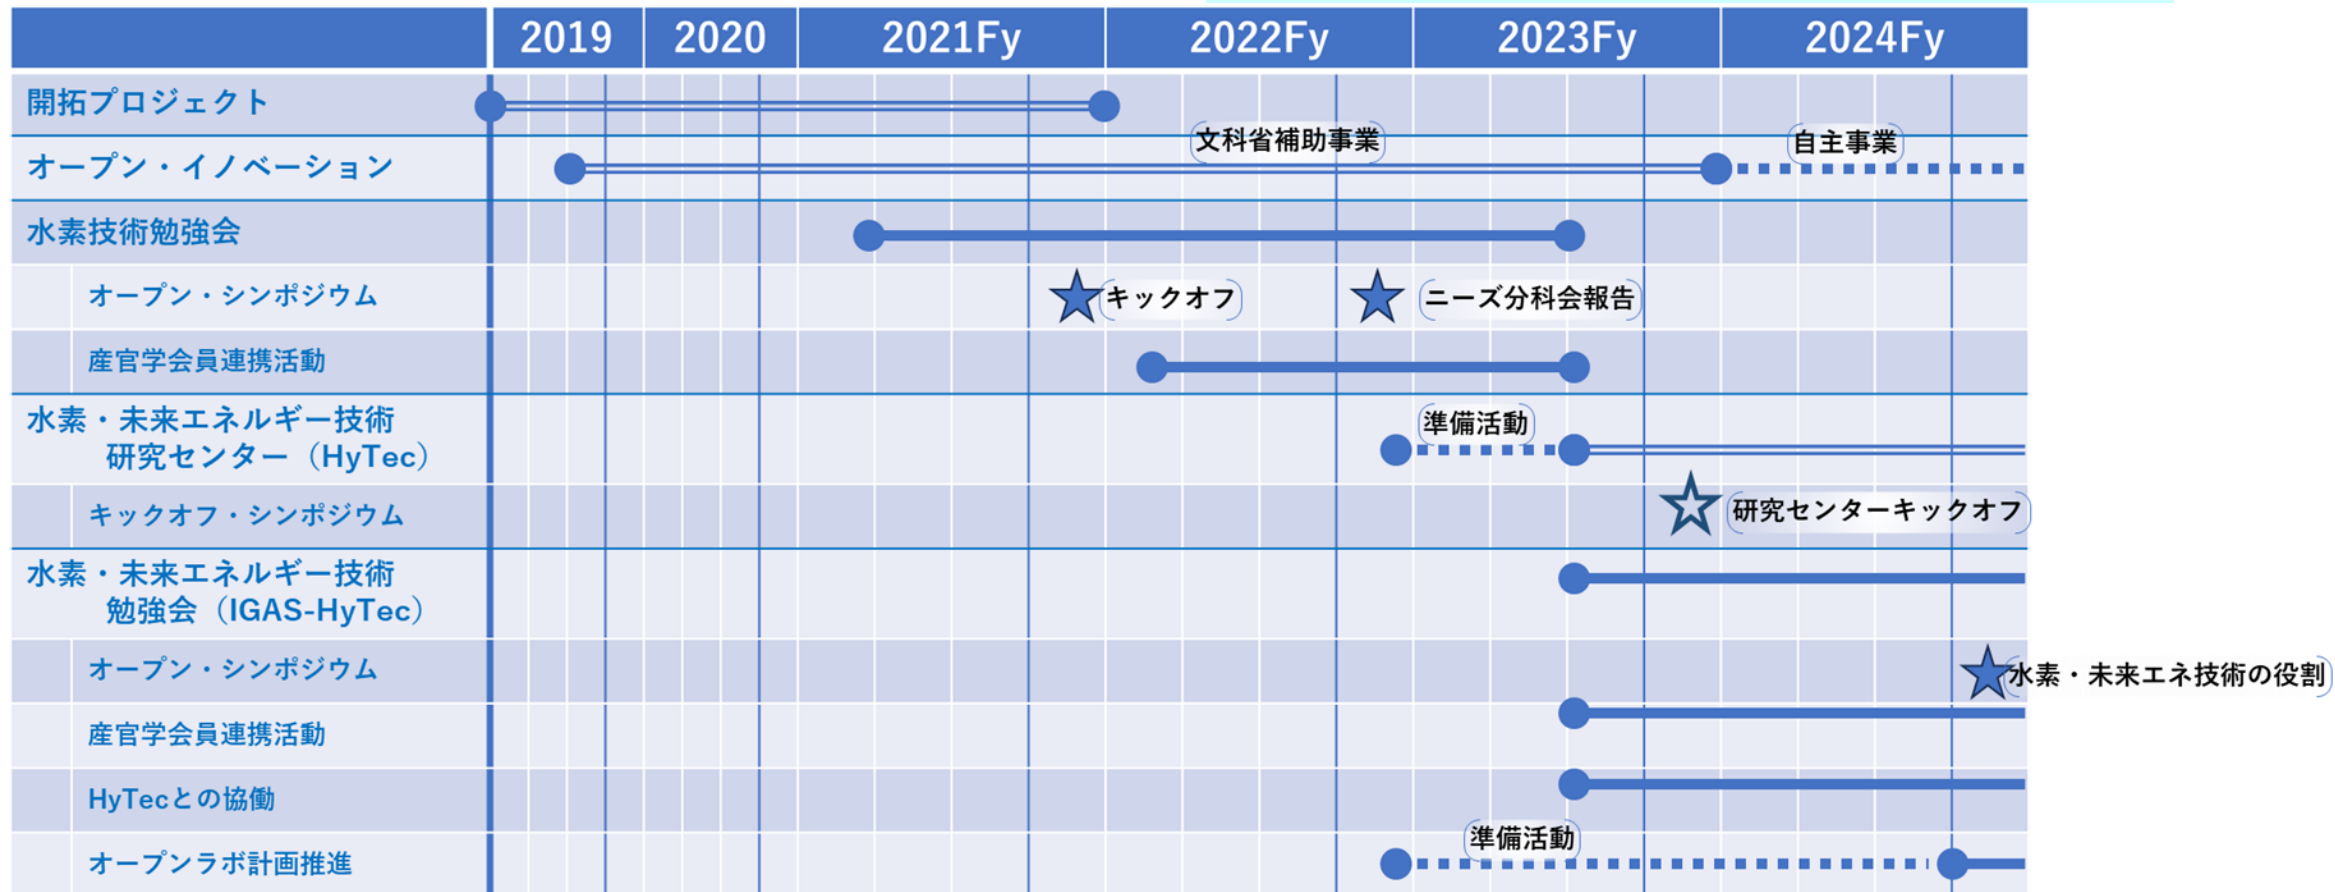 2019 2020 2021Fy 2022Fy 2023Fy 2024Fy
開拓プロジェクト
文科省補助事業 自主事業
オープン・イノベーション
水素技術勉強会
オープン・シンポジウム キックオフ ニーズ分科会報告
産官学会員連携活動
水素・未来エネルギー技術 準備活動
研究センター（HyTec）
キックオフ・シンポジウム 研究センターキックオフ
水素・未来エネルギー技術
勉強会（IGAS-HyTec）
オープン・シンポジウム 水素・未来エネ技術の役割
産官学会員連携活動
HyTecとの協働
準備活動
オープンラボ計画推進